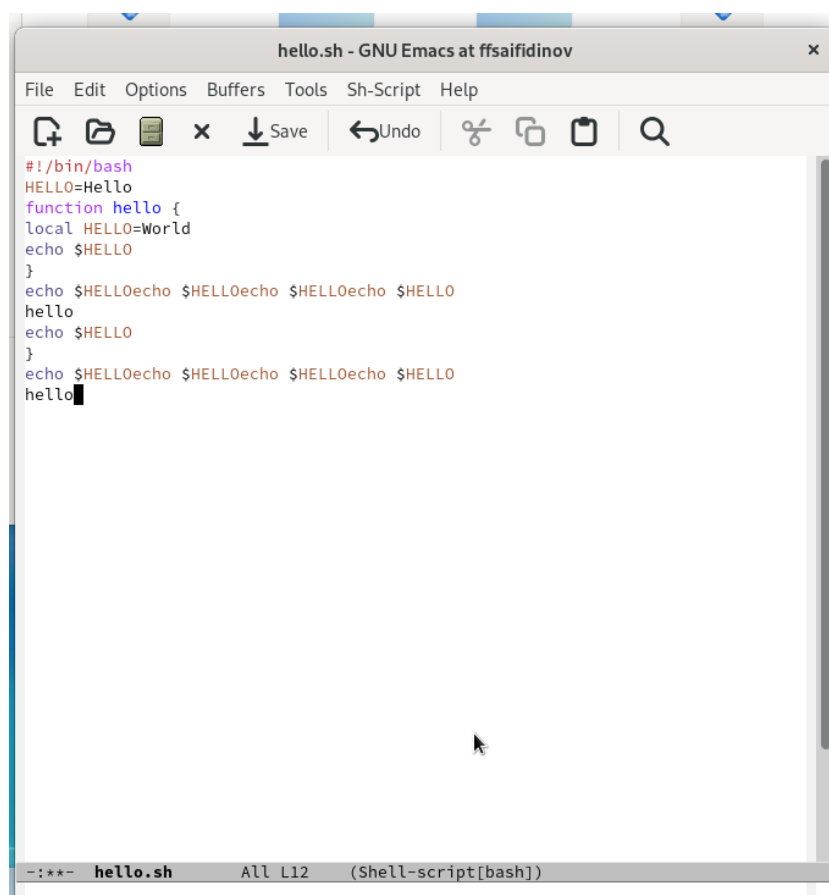 hello.sh - GNU Emacs at ffsaifidinov ×
File Edit Options Buffers Tools Sh-Script Help
Save Undo
#!/bin/bash
HELLO=Hello
function hello {
local HELLO=World
echo $HELLO
}
echo $HELLOecho $HELLOecho $HELLOecho $HELLO
hello
echo $HELLO
}
echo $HELLOecho $HELLOecho $HELLOecho $HELLO
hello
-:**- hello.sh All L12 (Shell-script[bash])